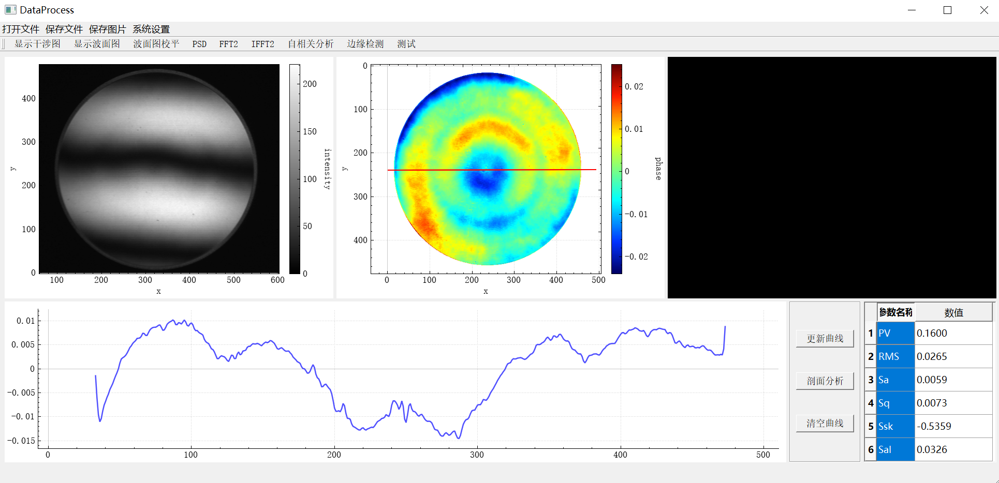 DataProcess
打开文件 保存文件 保存图片 系统设置
显示干涉图 显示波面图 波面图校平 PSD FFT2 IFFT2 自相关分析 边缘检测 测试
400
300
200
100
0
y
100 200 300 400 500 600
x
200
150
100
50
0
intensity
0
100
200
300
400
y
0 100 200 300 400 500
x
0.02
0.01
0
-0.01
-0.02
phase
0.01
0.005
0
-0.005
-0.01
-0.015
0 100 200 300 400 500
更新曲线
剖面分析
清空曲线
参数名称 数值
1 PV 0.1600
2 RMS 0.0265
3 Sa 0.0059
4 Sq 0.0073
5 Ssk -0.5359
6 Sal 0.0326